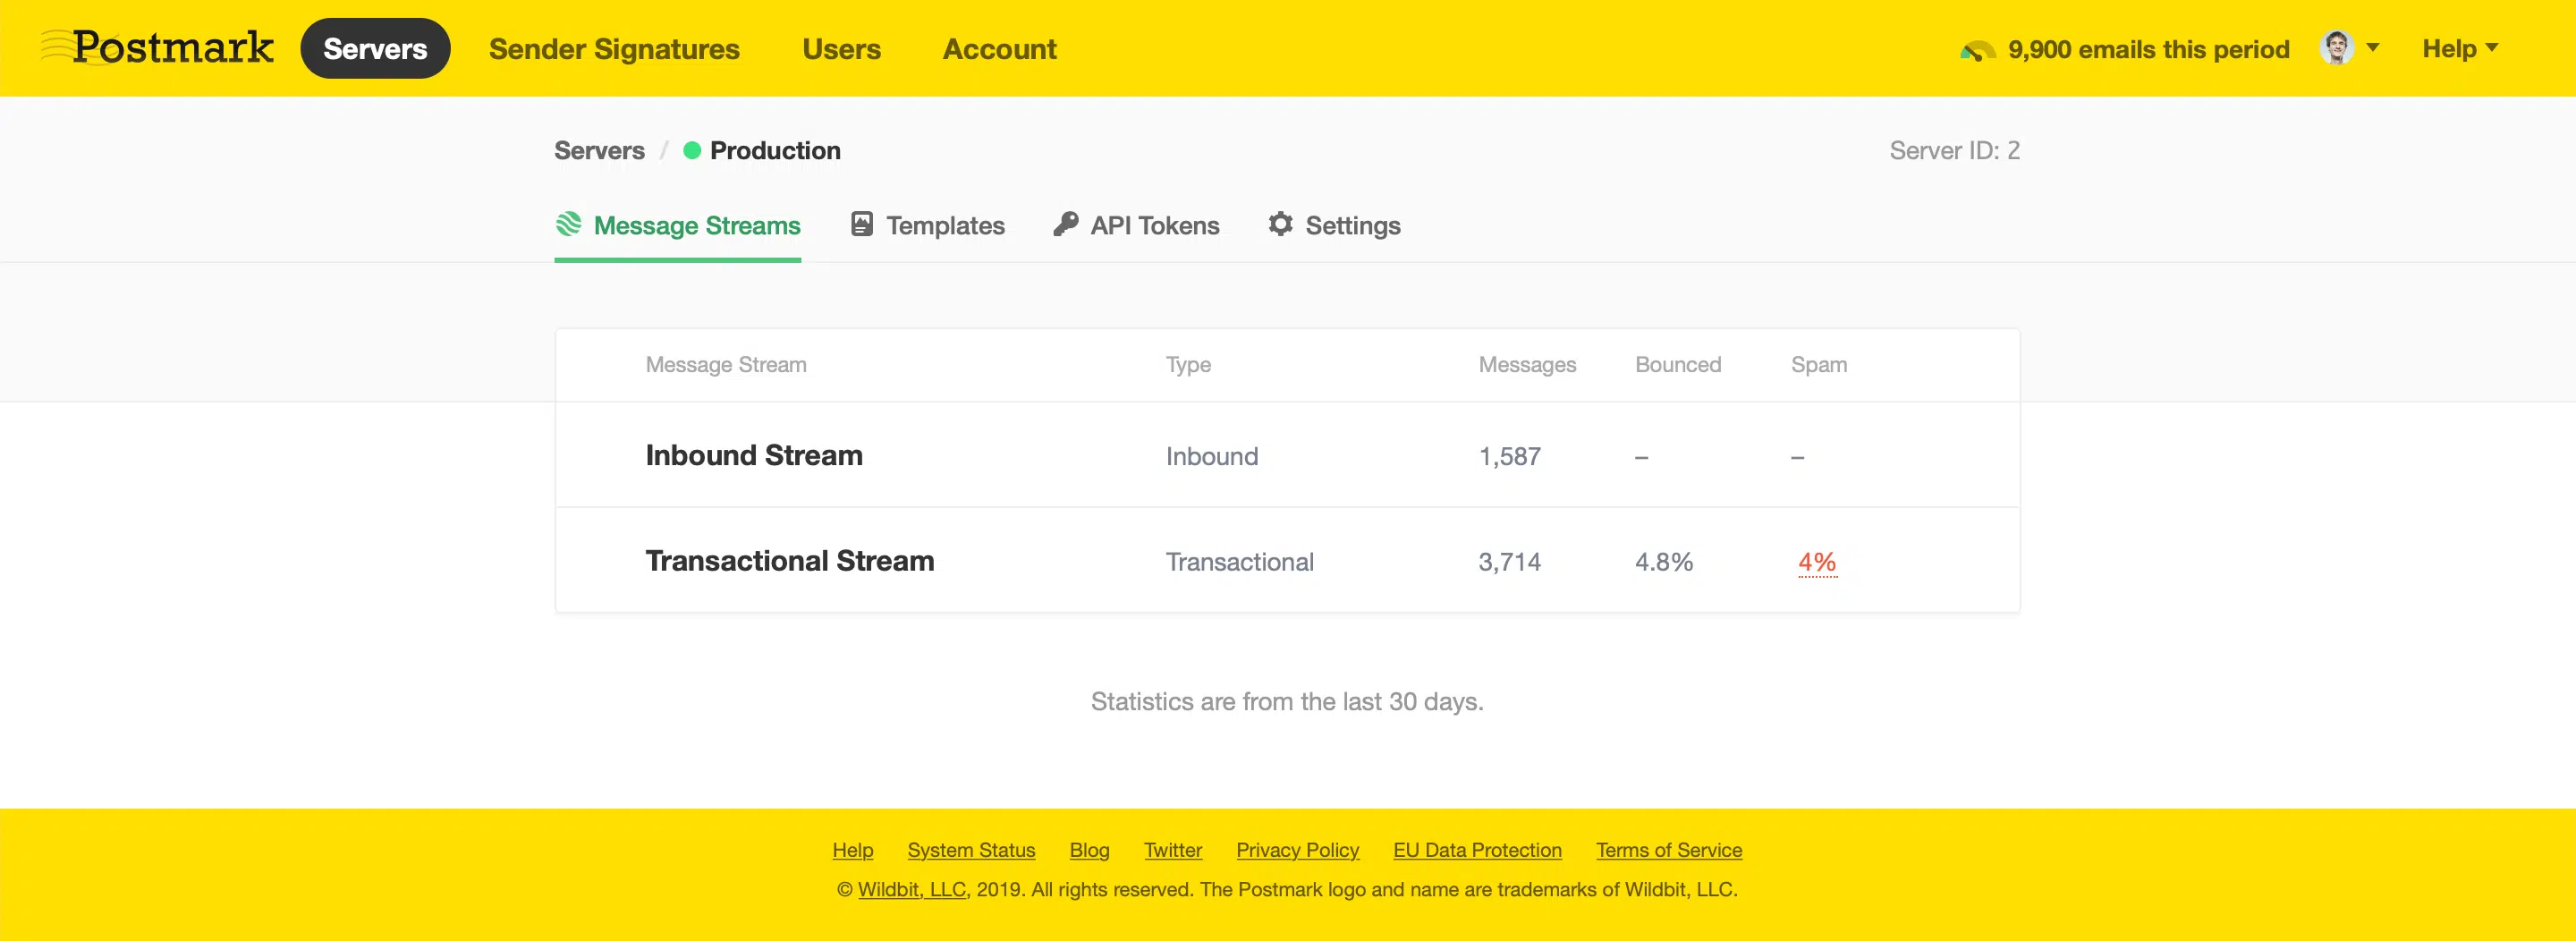 Postmark Servers Sender Signatures Users Account 9,900 emails this period Help
Servers / Production Server ID: 2
Message Streams Templates API Tokens Settings
Message Stream Type Messages Bounced Spam
Inbound Stream Inbound 1,587 – –
Transactional Stream Transactional 3,714 4.8% 4%
Statistics are from the last 30 days.
Help System Status Blog Twitter Privacy Policy EU Data Protection Terms of Service
© Wildbit, LLC, 2019. All rights reserved. The Postmark logo and name are trademarks of Wildbit, LLC.